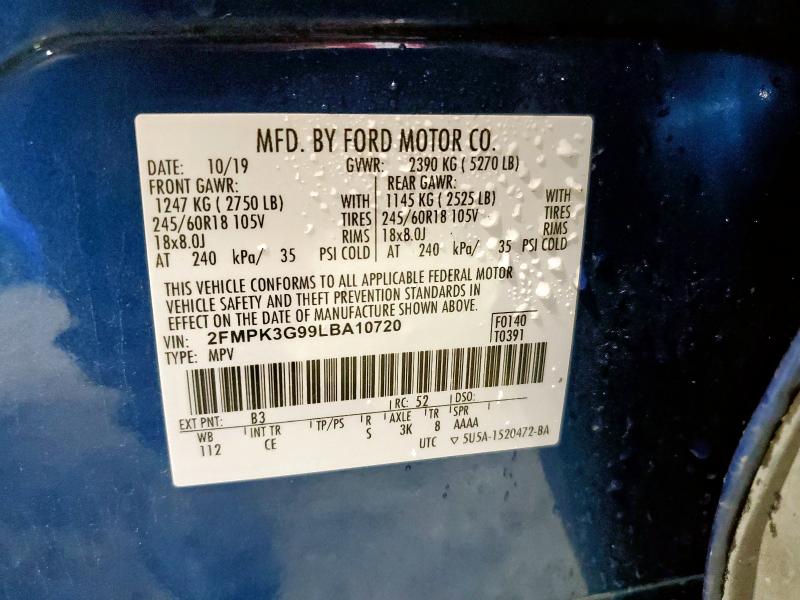 MFD. BY FORD MOTOR CO.
DATE: 10/19 GVWR: 2390 KG ( 5270 LB)
FRONT GAWR: REAR GAWR:
1247 KG ( 2750 LB) WITH 1145 KG ( 2525 LB) WITH
245/60R18 105V TIRES 245/60R18 105V TIRES
18x8.0J RIMS 18x8.0J RIMS
AT 240 kPa/ 35 PSI COLD AT 240 kPa/ 35 PSI COLD
THIS VEHICLE CONFORMS TO ALL APPLICABLE FEDERAL MOTOR
VEHICLE SAFETY AND THEFT PREVENTION STANDARDS IN
EFFECT ON THE DATE OF MANUFACTURE SHOWN ABOVE.
VIN: 2FMPK3G99LBA10720 F0140
TYPE: MPV T0391
EXT PNT: B3 RC: 52 DSO:
WB INT TR TP/PS R AXLE TR SPR
112 CE S 3K 8 AAAA
UTC ▽ 5U5A-1520472-BA